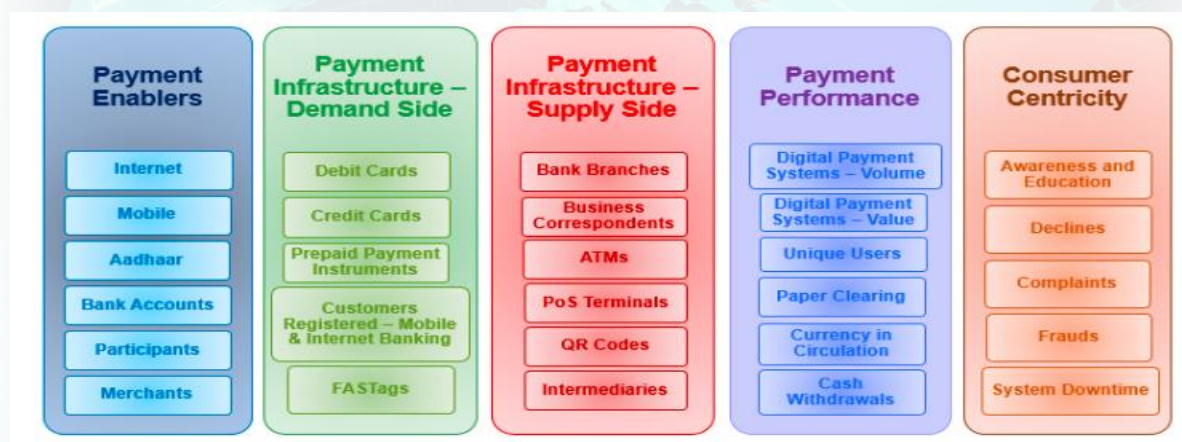 Payment
Enablers
Internet
Mobile
Aadhaar
Bank Accounts
Participants
Merchants
Payment
Infrastructure –
Demand Side
Debit Cards
Credit Cards
Prepaid Payment
Instruments
Customers
Registered – Mobile
& Internet Banking
FASTags
Payment
Infrastructure –
Supply Side
Bank Branches
Business
Correspondents
ATMs
PoS Terminals
QR Codes
Intermediaries
Payment
Performance
Digital Payment
Systems – Volume
Digital Payment
Systems – Value
Unique Users
Paper Clearing
Currency in
Circulation
Cash
Withdrawals
Consumer
Centricity
Awareness and
Education
Declines
Complaints
Frauds
System Downtime